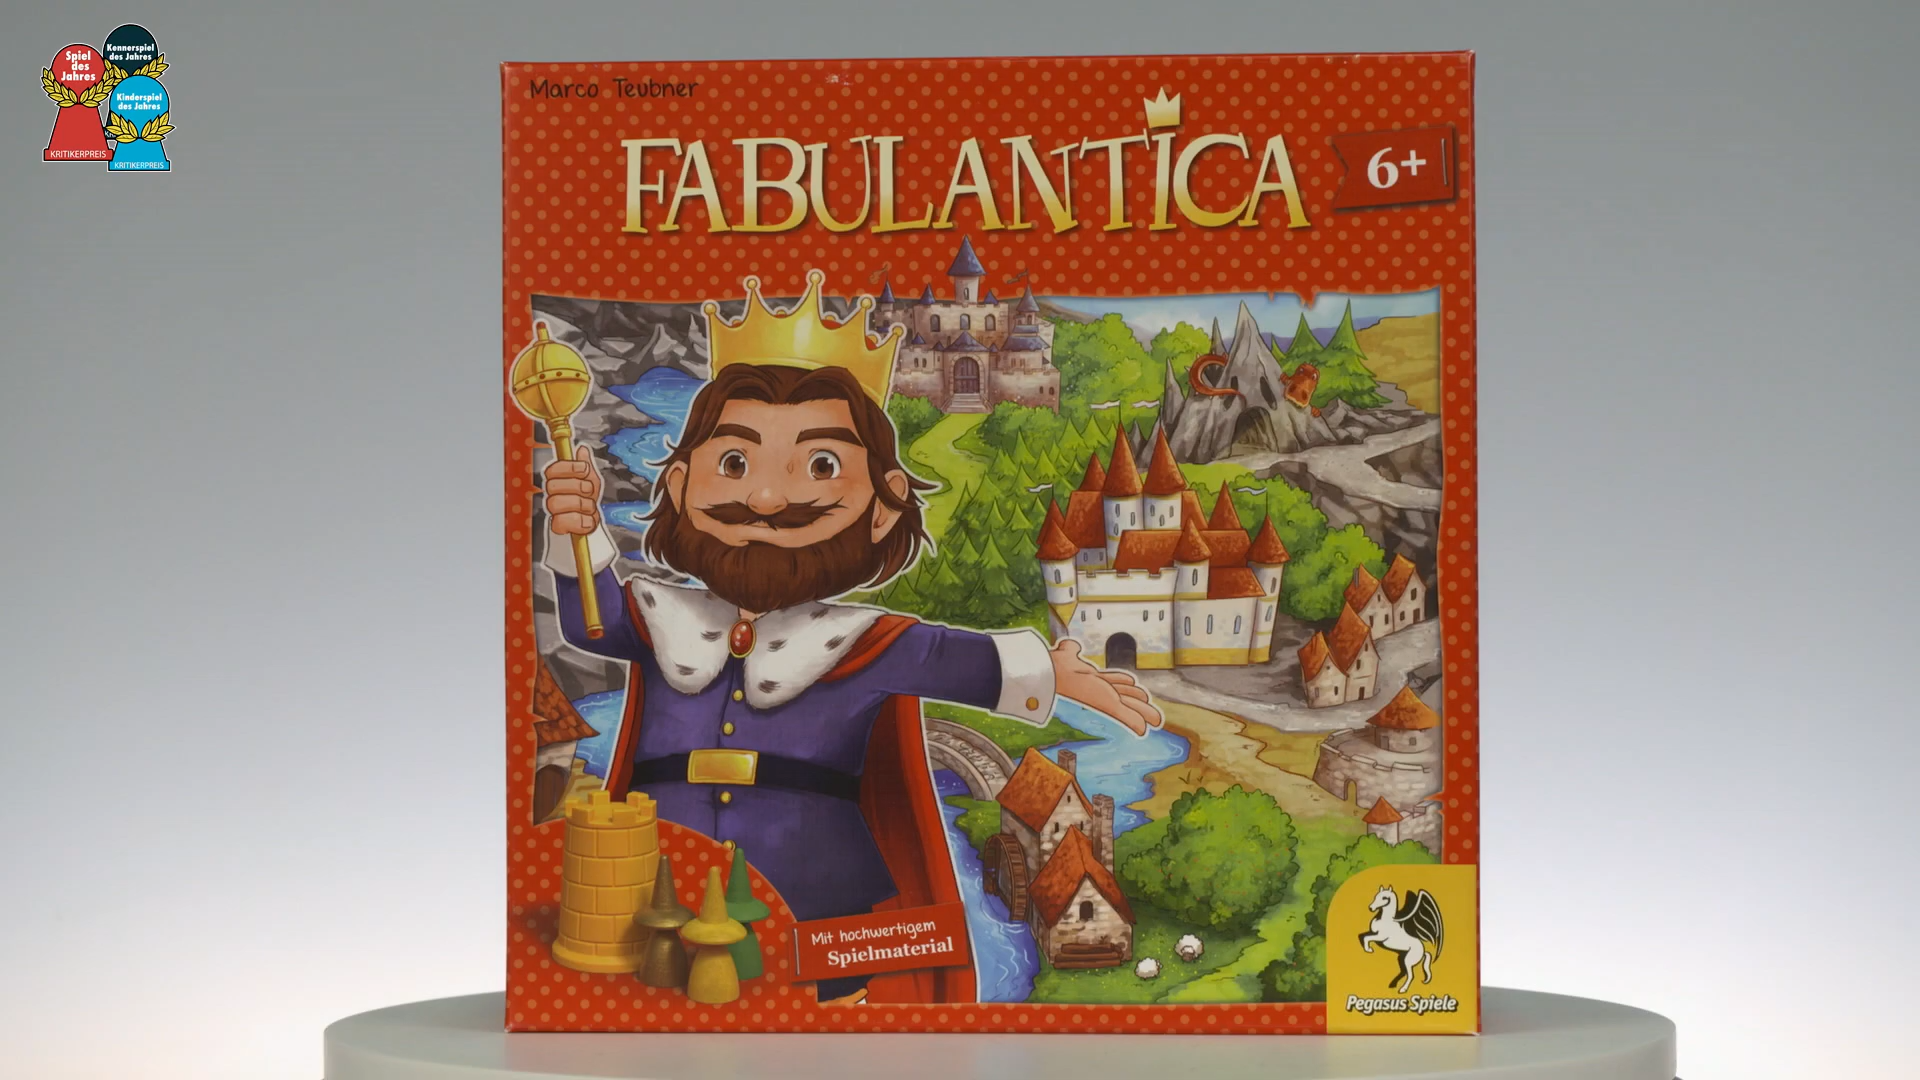 Spiel
des
Jahres
KRITIKERPREIS
Kennerspiel
des Jahres
Kinderspiel
des Jahres
KRITIKERPREIS
Marco Teubner
FABULANTICA
6+
Mit hochwertigem
Spielmaterial
Pegasus Spiele